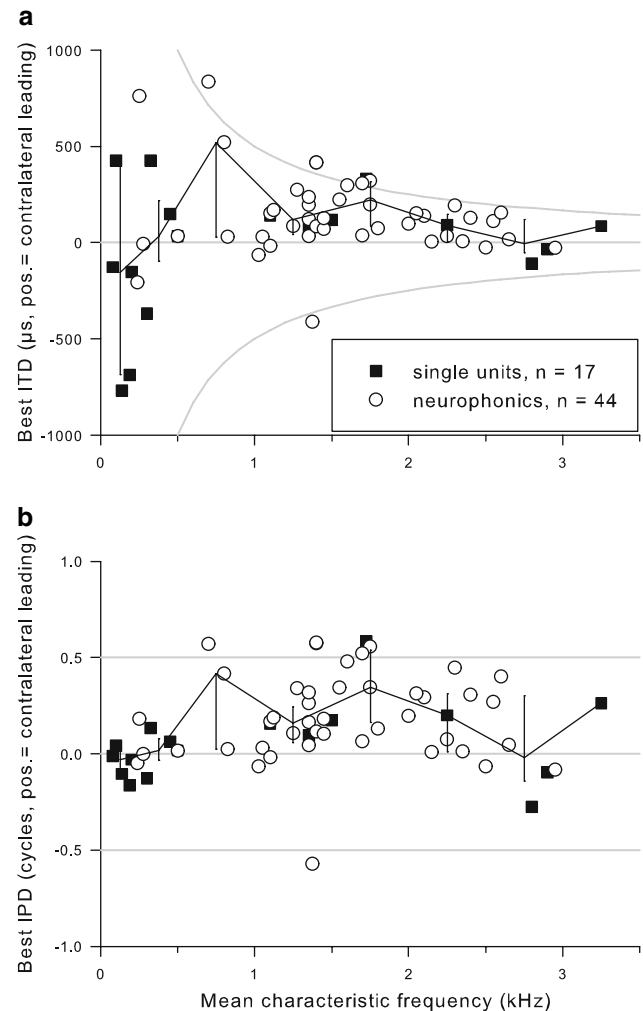 a
Best ITD (µs, pos.= contralateral leading)
1000
500
0
-500
-1000
single units, n = 17
neurophonics, n = 44
0
1
2
3
b
Best IPD (cycles, pos.= contralateral leading)
1.0
0.5
0.0
-0.5
-1.0
0
1
2
3
Mean characteristic frequency (kHz)